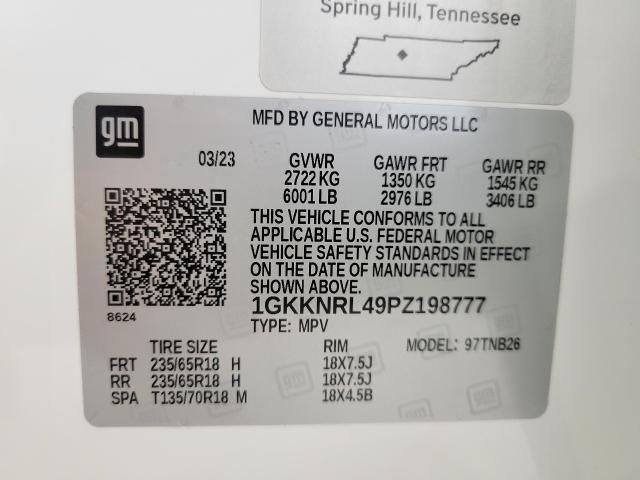 Spring Hill, Tennessee
gm
MFD BY GENERAL MOTORS LLC
03/23 GVWR GAWR FRT GAWR RR
2722 KG 1350 KG 1545 KG
6001 LB 2976 LB 3406 LB
THIS VEHICLE CONFORMS TO ALL
APPLICABLE U.S. FEDERAL MOTOR
VEHICLE SAFETY STANDARDS IN EFFECT
ON THE DATE OF MANUFACTURE
SHOWN ABOVE.
8624
1GKKNRL49PZ198777
TYPE: MPV
TIRE SIZE RIM MODEL: 97TNB26
FRT 235/65R18 H 18X7.5J
RR 235/65R18 H 18X7.5J
SPA T135/70R18 M 18X4.5B